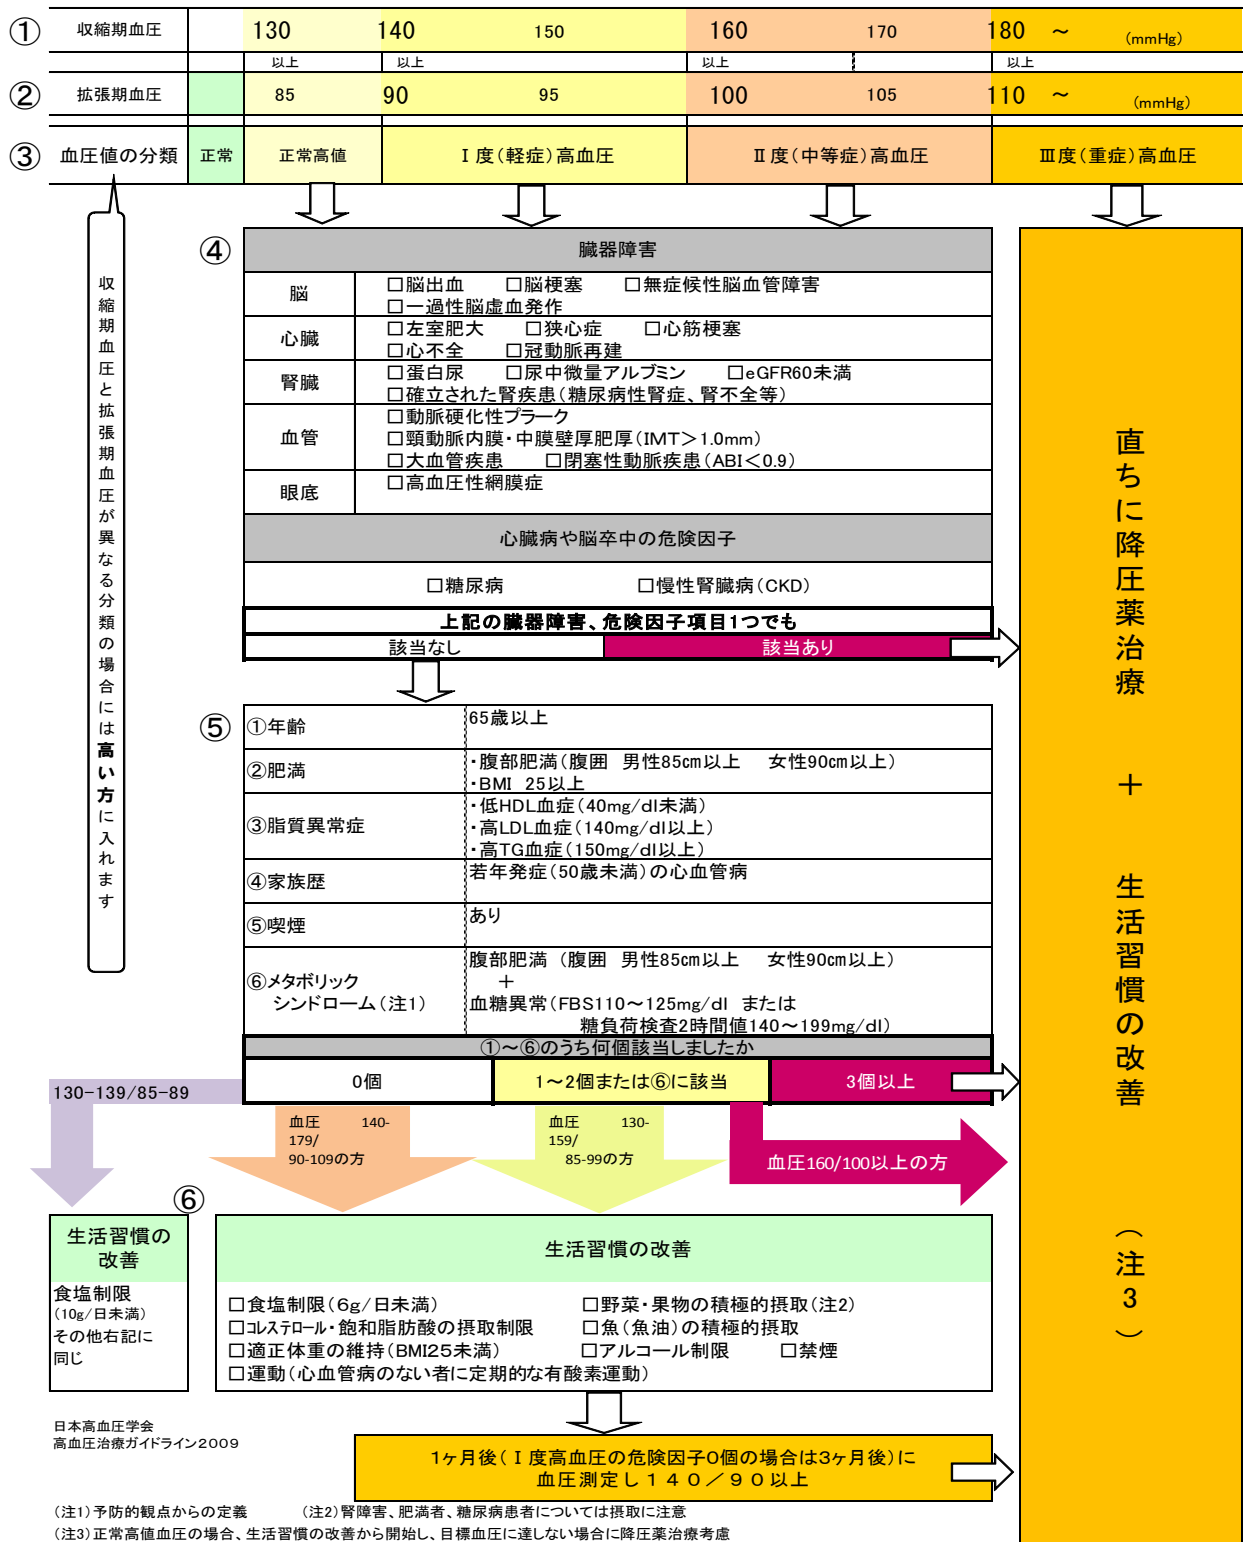 ① 収縮期血圧 130 140 150 160 170 180 ～ (mmHg)
以上 以上 以上 以上
② 拡張期血圧 85 90 95 100 105 110 ～ (mmHg)
③ 血圧値の分類 正常 正常高値 Ⅰ度(軽症)高血圧 Ⅱ度(中等症)高血圧 Ⅲ度(重症)高血圧
収縮期血圧と拡張期血圧が異なる分類の場合には高い方に入れます
④ 臓器障害
脳 □脳出血 □脳梗塞 □無症候性脳血管障害
□一過性脳虚血発作
心臓 □左室肥大 □狭心症 □心筋梗塞
□心不全 □冠動脈再建
腎臓 □蛋白尿 □尿中微量アルブミン □eGFR60未満
□確立された腎疾患(糖尿病性腎症、腎不全等)
血管 □動脈硬化性プラーク
□頸動脈内膜・中膜壁厚肥厚(IMT＞1.0mm)
□大血管疾患 □閉塞性動脈疾患(ABI＜0.9)
眼底 □高血圧性網膜症
心臓病や脳卒中の危険因子
□糖尿病 □慢性腎臓病(CKD)
上記の臓器障害、危険因子項目1つでも
該当なし 該当あり
⑤ ①年齢 65歳以上
②肥満 ・腹部肥満(腹囲 男性85cm以上 女性90cm以上)
・BMI 25以上
③脂質異常症 ・低HDL血症(40mg/dl未満)
・高LDL血症(140mg/dl以上)
・高TG血症(150mg/dl以上)
④家族歴 若年発症(50歳未満)の心血管病
⑤喫煙 あり
⑥メタボリック
シンドローム(注1)
腹部肥満 (腹囲 男性85cm以上 女性90cm以上)
＋
血糖異常(FBS110～125mg/dl または
糖負荷検査2時間値140～199mg/dl)
①～⑥のうち何個該当しましたか
0個 1～2個または⑥に該当 3個以上
130-139/85-89
血圧 140-
179/
90-109の方
血圧 130-
159/
85-99の方
血圧160/100以上の方
直ちに降圧薬治療 ＋ 生活習慣の改善 (注3)
⑥
生活習慣の
改善
食塩制限
(10g/日未満)
その他右記に
同じ
生活習慣の改善
□食塩制限(6g/日未満) □野菜・果物の積極的摂取(注2)
□コレステロール・飽和脂肪酸の摂取制限 □魚(魚油)の積極的摂取
□適正体重の維持(BMI25未満) □アルコール制限 □禁煙
□運動(心血管病のない者に定期的な有酸素運動)
日本高血圧学会
高血圧治療ガイドライン2009
1ヶ月後(Ⅰ度高血圧の危険因子0個の場合は3ヶ月後)に
血圧測定し１４０／９０以上
(注1)予防的観点からの定義 (注2)腎障害、肥満者、糖尿病患者については摂取に注意
(注3)正常高値血圧の場合、生活習慣の改善から開始し、目標血圧に達しない場合に降圧薬治療考慮